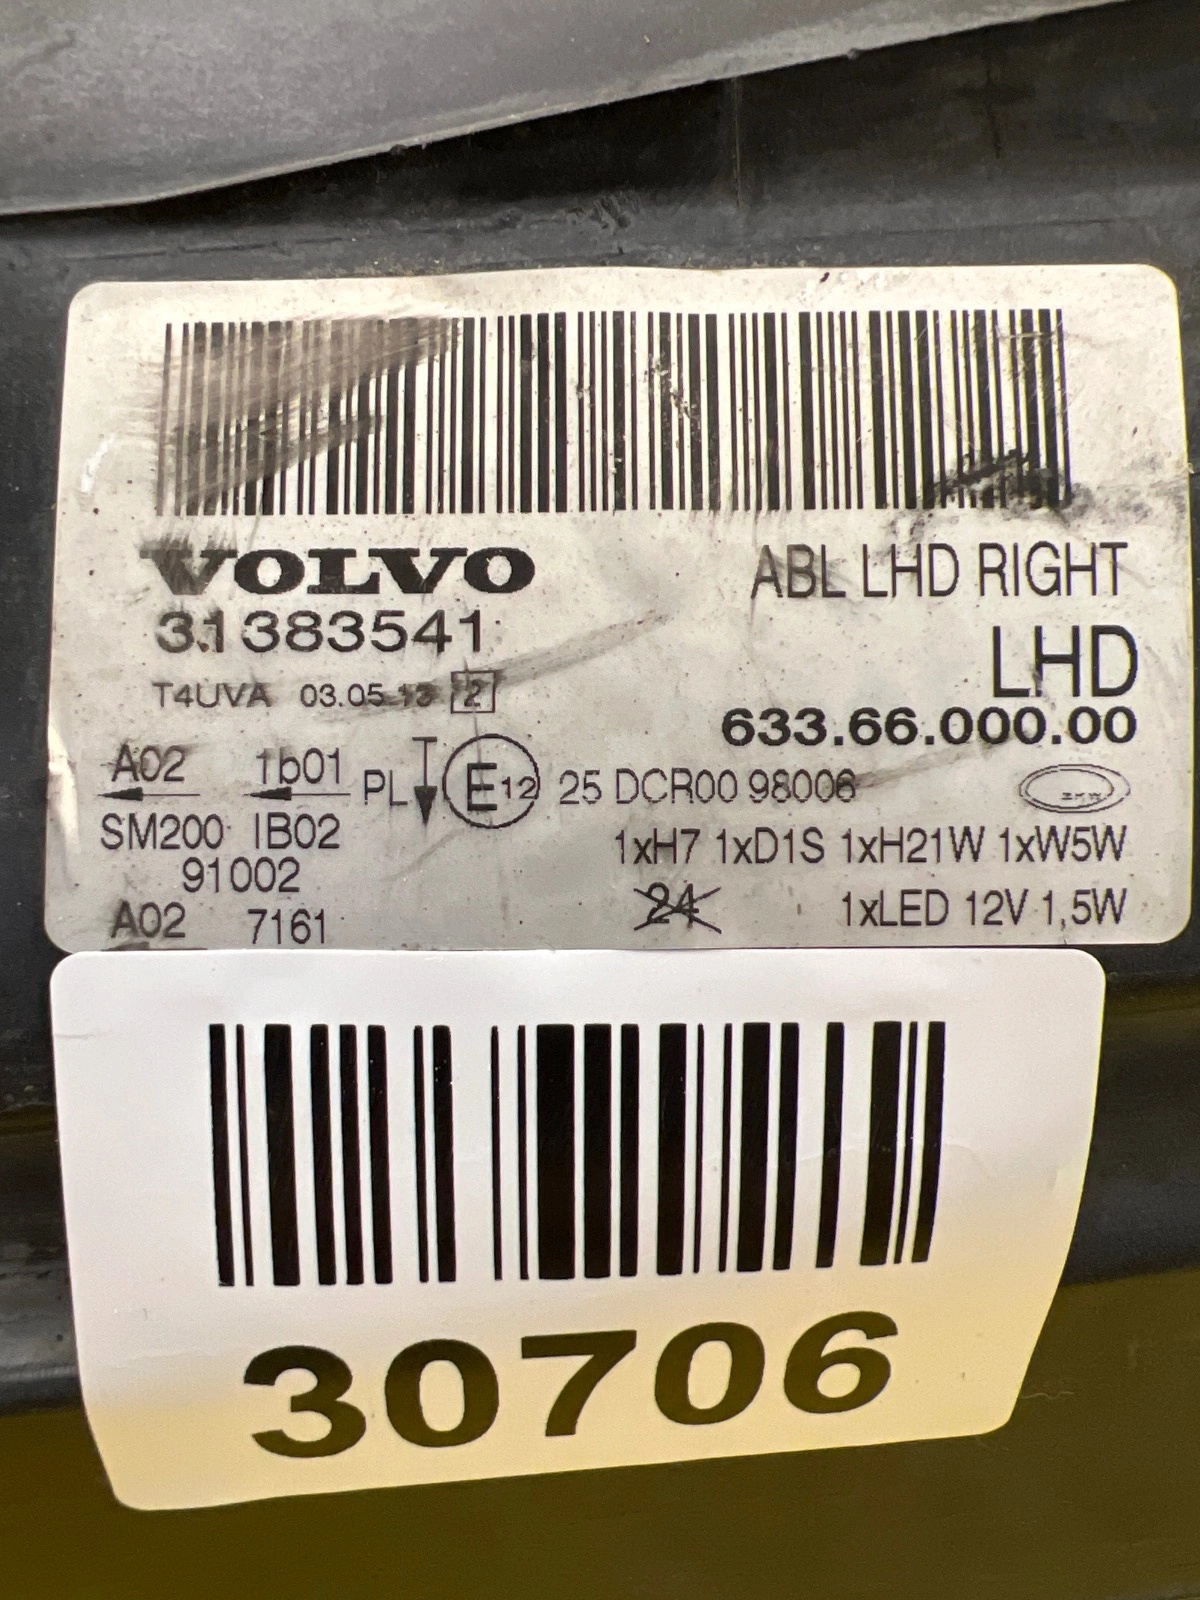 VOLVO
31383541
ABL LHD RIGHT
LHD
T4UVA 03.05.13 2
633.66.000.00
A02 1b01 PL E12 25 DCR00 98006
ZKW
SM200 IB02
1xH7 1xD1S 1xH21W 1xW5W
91002
24 1xLED 12V 1,5W
A02 7161
30706